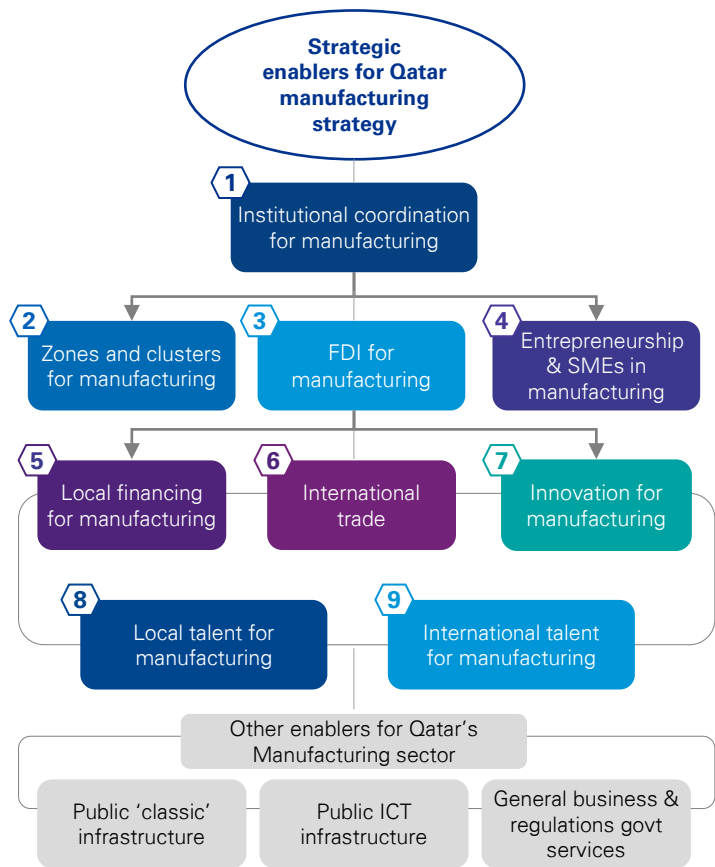 Strategic
enablers for Qatar
manufacturing
strategy
1
Institutional coordination
for manufacturing
2
Zones and clusters
for manufacturing
3
FDI for
manufacturing
4
Entrepreneurship
& SMEs in
manufacturing
5
Local financing
for manufacturing
6
International
trade
7
Innovation for
manufacturing
8
Local talent for
manufacturing
9
International talent
for manufacturing
Other enablers for Qatar’s
Manufacturing sector
Public ‘classic’
infrastructure
Public ICT
infrastructure
General business &
regulations govt
services